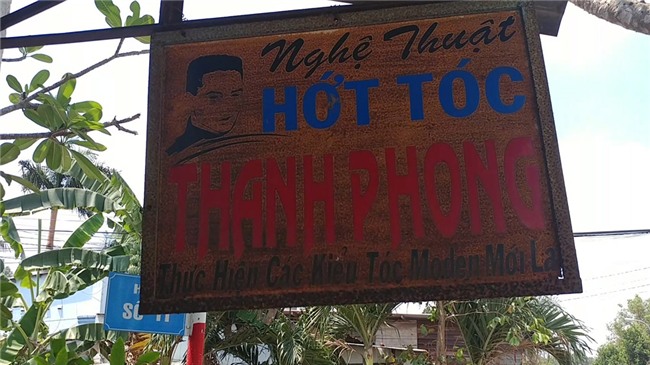 Nghệ Thuật
HỚT TÓC
THANH PHONG
Thực Hiện Các Kiểu Tóc Moden Mới Lạ